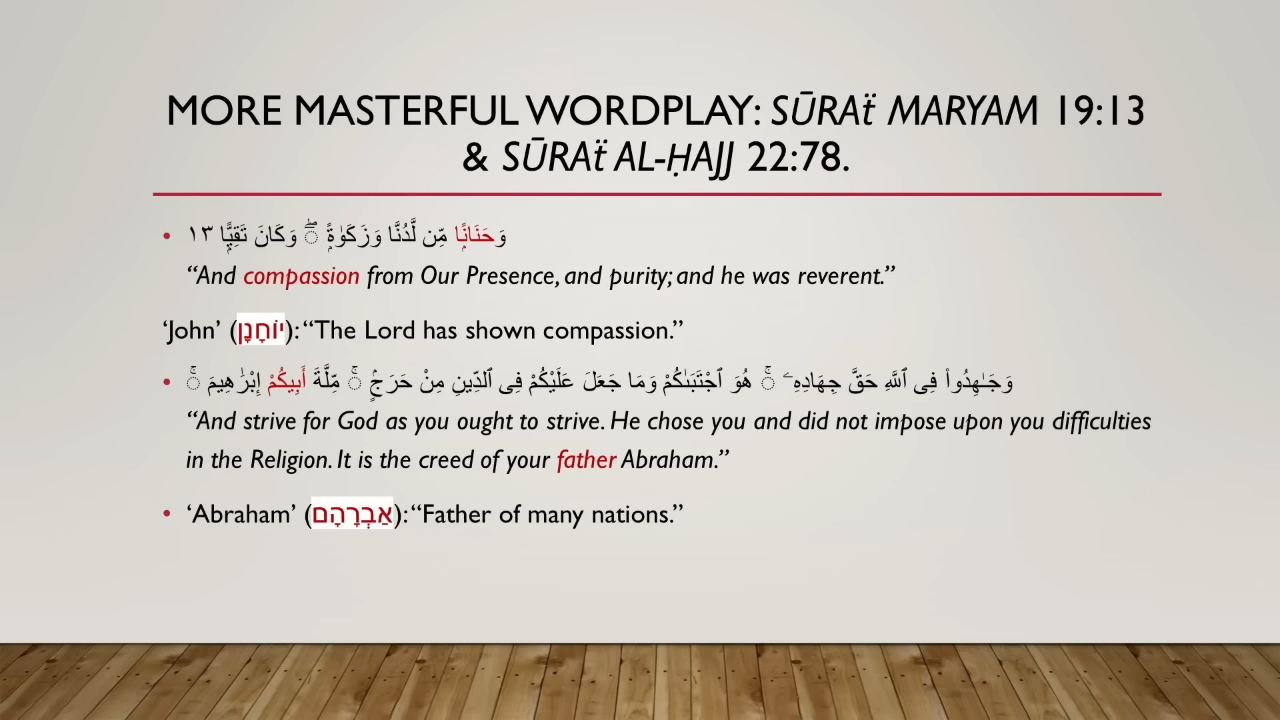 MORE MASTERFUL WORDPLAY: SŪRAẗ MARYAM 19:13
& SŪRAẗ AL-ḤAJJ 22:78.
• وَحَنَانًۭا مِّن لَّدُنَّا وَزَكَوٰةًۭ ۖ وَكَانَ تَقِيًّۭا ١٣
“And compassion from Our Presence, and purity; and he was reverent.”
‘John’ (יוֹחָנָן): “The Lord has shown compassion.”
• وَجَـٰهِدُوا۟ فِى ٱللَّهِ حَقَّ جِهَادِهِۦ ۚ هُوَ ٱجْتَبَىٰكُمْ وَمَا جَعَلَ عَلَيْكُمْ فِى ٱلدِّينِ مِنْ حَرَجٍۢ ۚ مِّلَّةَ أَبِيكُمْ إِبْرَٰهِيمَ ۚ
“And strive for God as you ought to strive. He chose you and did not impose upon you difficulties
in the Religion. It is the creed of your father Abraham.”
• ‘Abraham’ (אַבְרָהָם): “Father of many nations.”